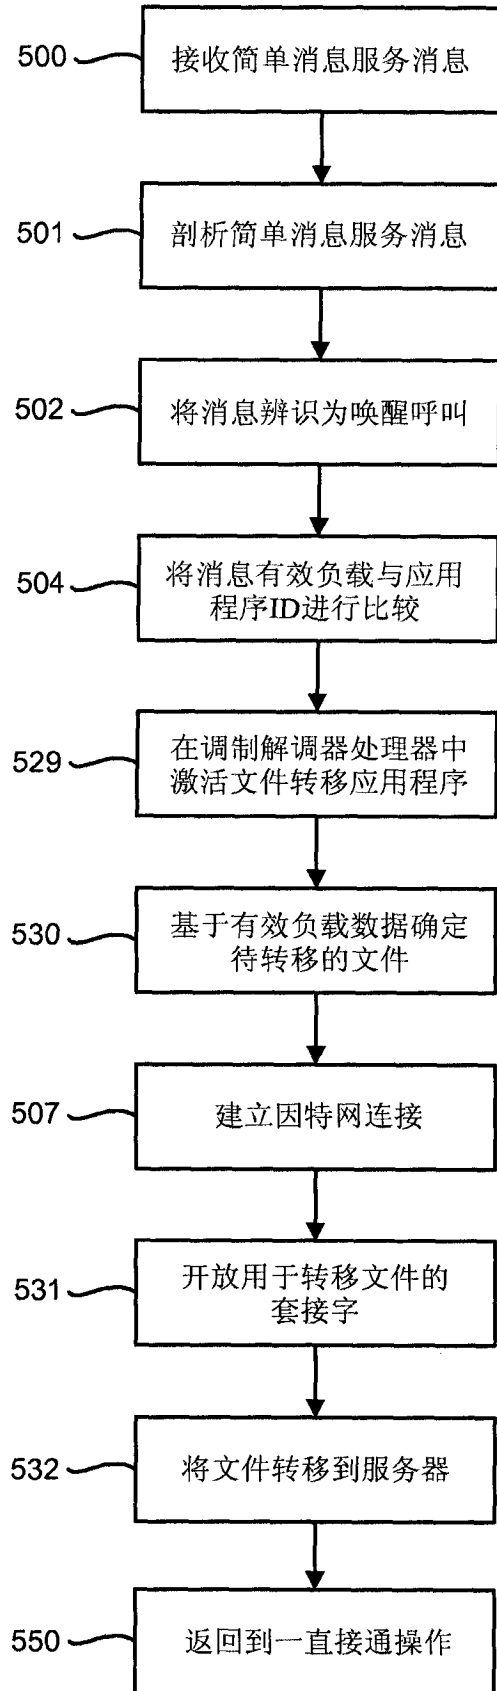 500
接收简单消息服务消息
501
剖析简单消息服务消息
502
将消息辨识为唤醒呼叫
504
将消息有效负载与应用
程序ID进行比较
529
在调制解调器处理器中
激活文件转移应用程序
530
基于有效负载数据确定
待转移的文件
507
建立因特网连接
531
开放用于转移文件的
套接字
532
将文件转移到服务器
550
返回到一直接通操作